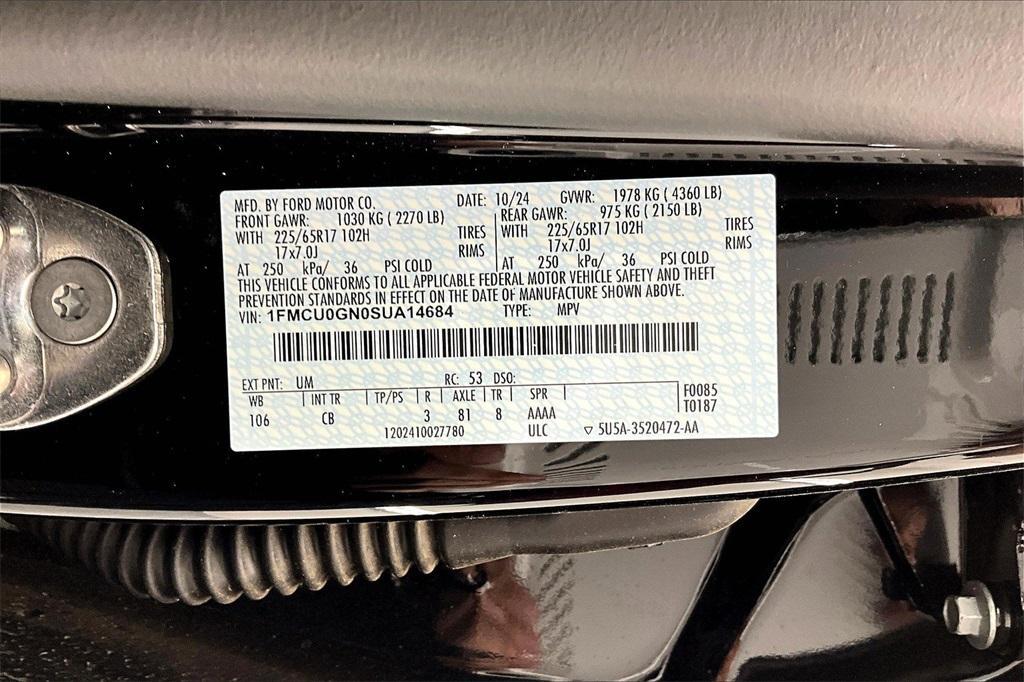 MFD. BY FORD MOTOR CO. DATE: 10/24 GVWR: 1978 KG ( 4360 LB)
FRONT GAWR: 1030 KG ( 2270 LB) REAR GAWR: 975 KG ( 2150 LB)
WITH 225/65R17 102H TIRES WITH 225/65R17 102H TIRES
17x7.0J RIMS 17x7.0J RIMS
AT 250 kPa/ 36 PSI COLD AT 250 kPa/ 36 PSI COLD
THIS VEHICLE CONFORMS TO ALL APPLICABLE FEDERAL MOTOR VEHICLE SAFETY AND THEFT
PREVENTION STANDARDS IN EFFECT ON THE DATE OF MANUFACTURE SHOWN ABOVE.
VIN: 1FMCU0GN0SUA14684 TYPE: MPV
EXT PNT: UM RC: 53 DSO:
WB INT TR TP/PS R AXLE TR SPR F0085
106 CB 3 81 8 AAAA T0187
1202410027780 ULC ▽ 5U5A-3520472-AA